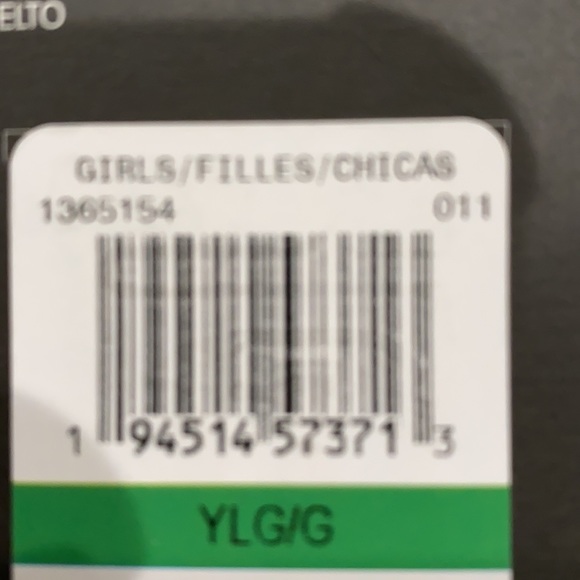 ELTO
GIRLS/FILLES/CHICAS
1365154 011
1 94514 57371 3
YLG/G